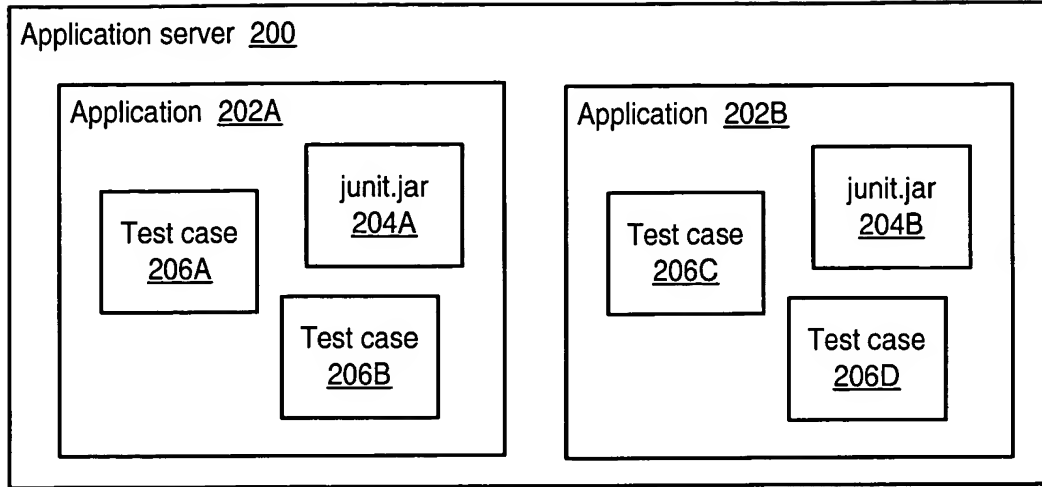 Application server 200
Application 202A
junit.jar
204A
Test case
206A
Test case
206B
Application 202B
junit.jar
204B
Test case
206C
Test case
206D